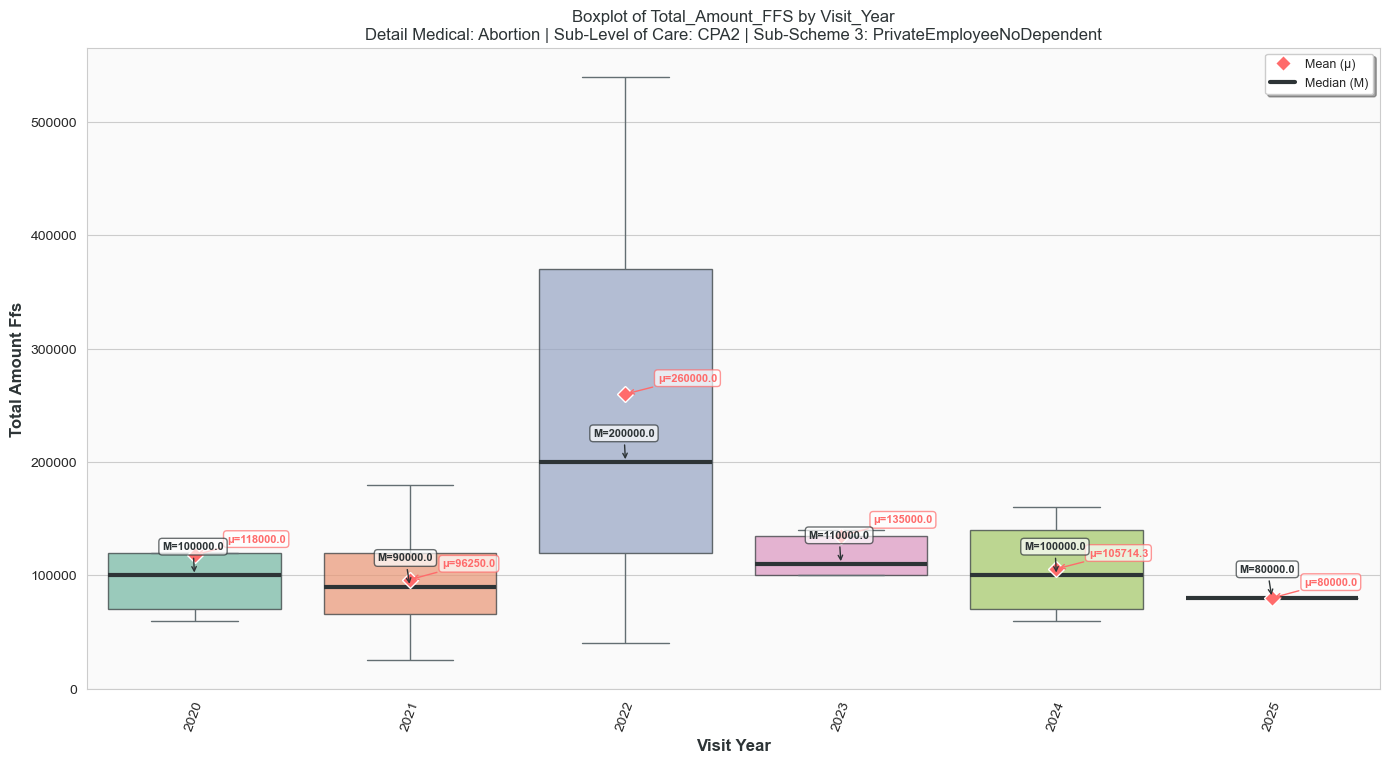 Boxplot of Total_Amount_FFS by Visit_Year
Detail Medical: Abortion | Sub-Level of Care: CPA2 | Sub-Scheme 3: PrivateEmployeeNoDependent
Mean (μ)
Median (M)
Total Amount Ffs
500000
400000
300000
200000
100000
0
M=100000.0
μ=118000.0
M=90000.0
μ=96250.0
μ=260000.0
M=200000.0
μ=135000.0
M=110000.0
M=100000.0
μ=105714.3
M=80000.0
μ=80000.0
2020
2021
2022
2023
2024
2025
Visit Year